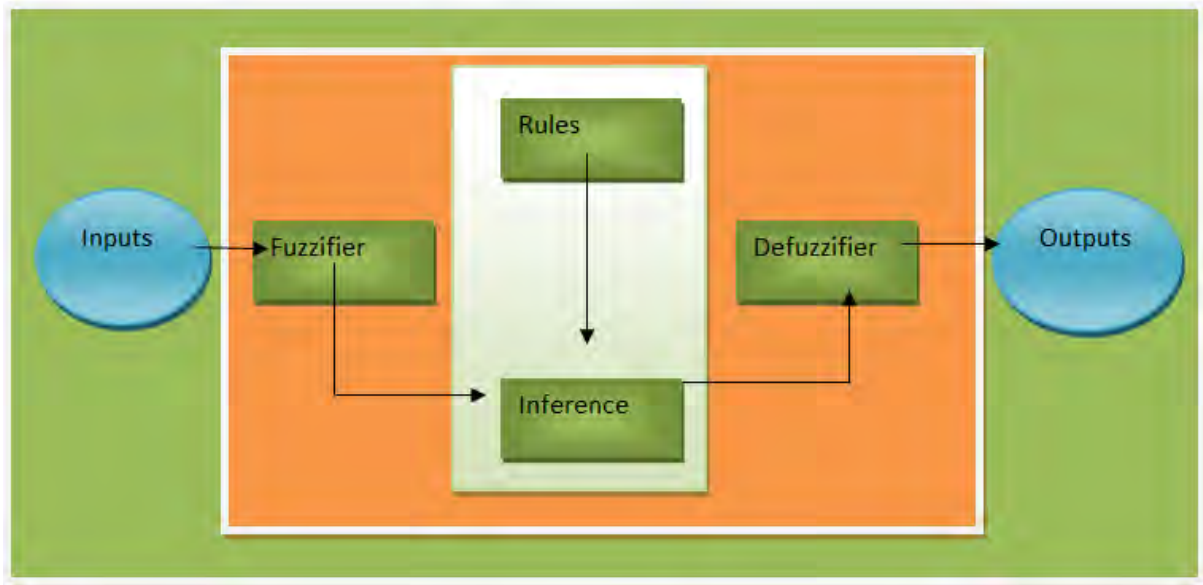 Rules
Inputs
Fuzzifier
Defuzzifier
Outputs
Inference